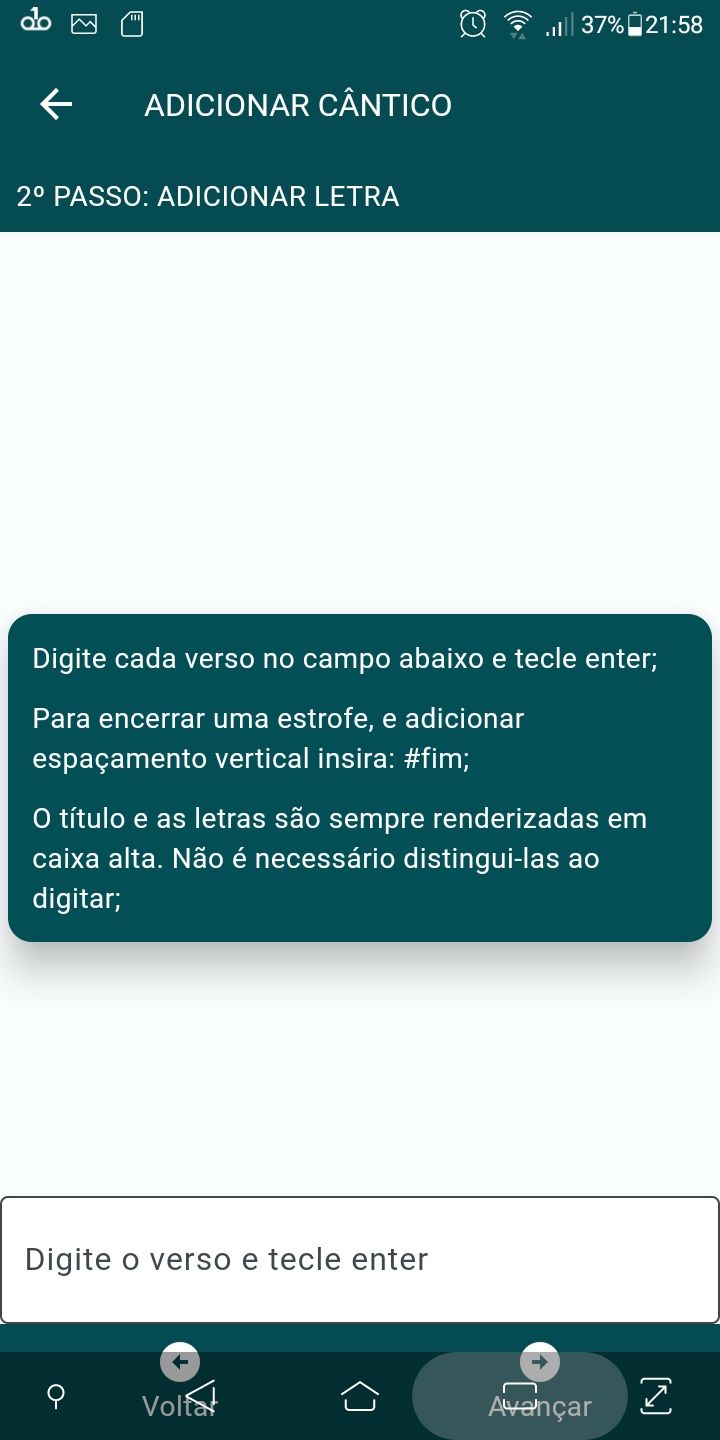 37% 21:58
ADICIONAR CÂNTICO
2º PASSO: ADICIONAR LETRA
Digite cada verso no campo abaixo e tecle enter;
Para encerrar uma estrofe, e adicionar
espaçamento vertical insira: #fim;
O título e as letras são sempre renderizadas em
caixa alta. Não é necessário distingui-las ao
digitar;
Digite o verso e tecle enter
Voltar Avançar